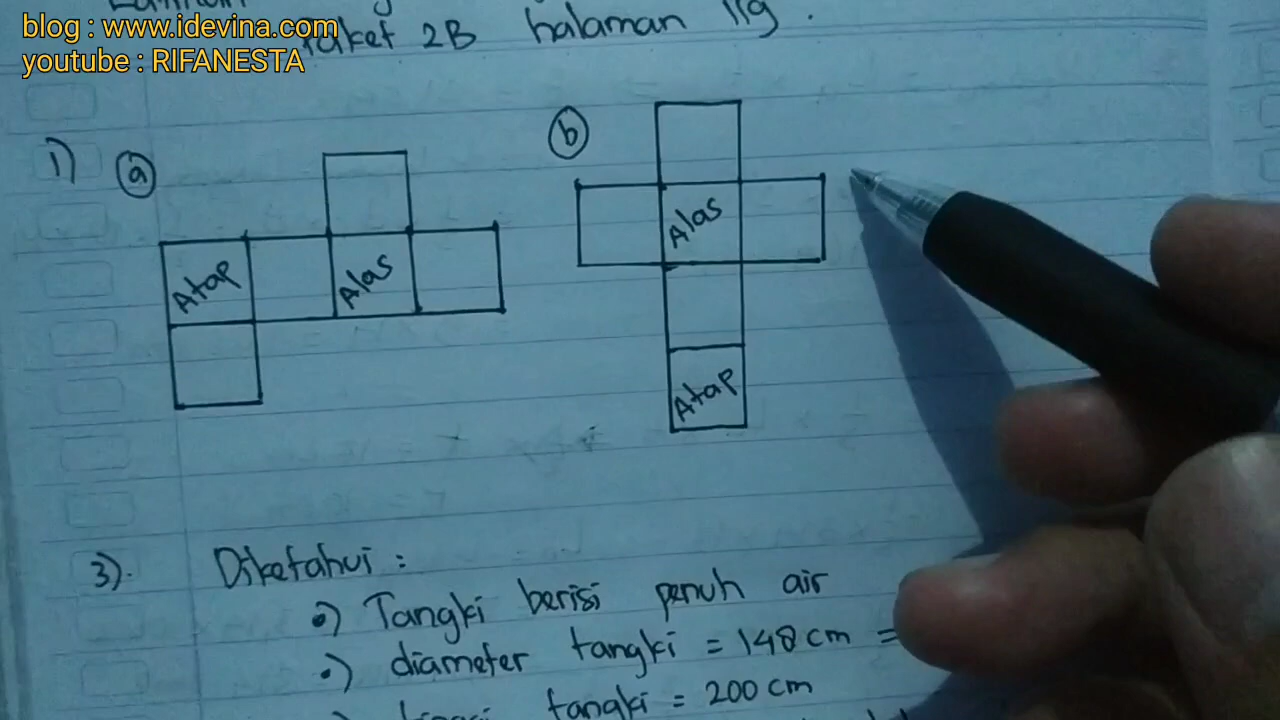 blog : www.idevina.com
youtube : RIFANESTA
Paket 2B halaman 119.
1) a
b
Alas
Atap
Alas
Atap
3). Diketahui :
•) Tangki berisi penuh air
•) diameter tangki = 148 cm =
tangki = 200 cm